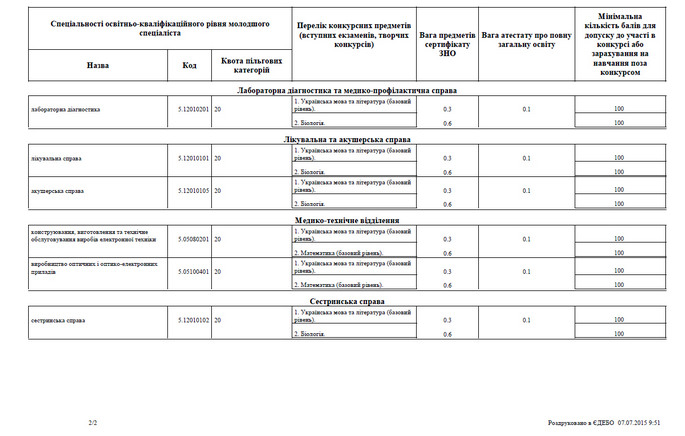 Спеціальності освітньо-кваліфікаційного рівня молодшого
спеціаліста
Назва
Код
Квота пільгових
категорій
Перелік конкурсних предметів
(вступних екзаменів, творчих
конкурсів)
Вага предметів
сертифікату
ЗНО
Вага атестату про повну
загальну освіту
Мінімальна
кількість балів для
допуску до участі в
конкурсі або
зарахування на
навчання поза
конкурсом
Лабораторна діагностика та медико-профілактична справа
лабораторна діагностика 5.12010201 20
1. Українська мова та література (базовий
рівень). 0.3 0.1 100
2. Біологія. 0.6 100
Лікувальна та акушерська справа
лікувальна справа 5.12010101 20
1. Українська мова та література (базовий
рівень). 0.3 0.1 100
2. Біологія. 0.6 100
акушерська справа 5.12010105 20
1. Українська мова та література (базовий
рівень). 0.3 0.1 100
2. Біологія. 0.6 100
Медико-технічне відділення
конструювання, виготовлення та технічне
обслуговування виробів електронної техніки 5.05080201 20
1. Українська мова та література (базовий
рівень). 0.3 0.1 100
2. Математика (базовий рівень). 0.6 100
виробництво оптичних і оптико-електронних
приладів 5.05100401 20
1. Українська мова та література (базовий
рівень). 0.3 0.1 100
2. Математика (базовий рівень). 0.6 100
Сестринська справа
сестринська справа 5.12010102 20
1. Українська мова та література (базовий
рівень). 0.3 0.1 100
2. Біологія. 0.6 100
2/2
Роздруковано в ЄДЕБО 07.07.2015 9:51